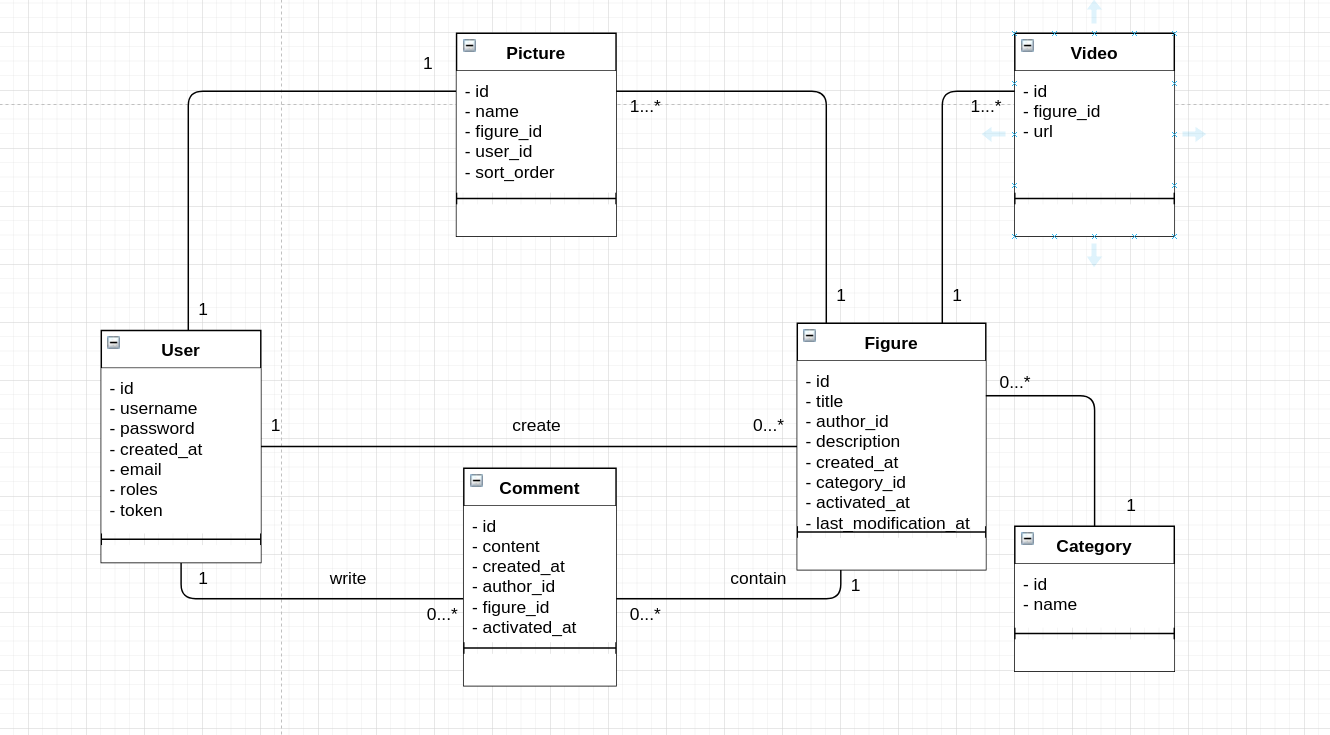 Picture
- id
- name
- figure_id
- user_id
- sort_order
1
1...*
Video
- id
- figure_id
- url
1...*
1
1
1
User
- id
- username
- password
- created_at
- email
- roles
- token
1
create
0...*
Figure
- id
- title
- author_id
- description
- created_at
- category_id
- activated_at
- last_modification_at
0...*
1
Comment
- id
- content
- created_at
- author_id
- figure_id
- activated_at
1
write
0...*
0...*
contain
1
Category
- id
- name